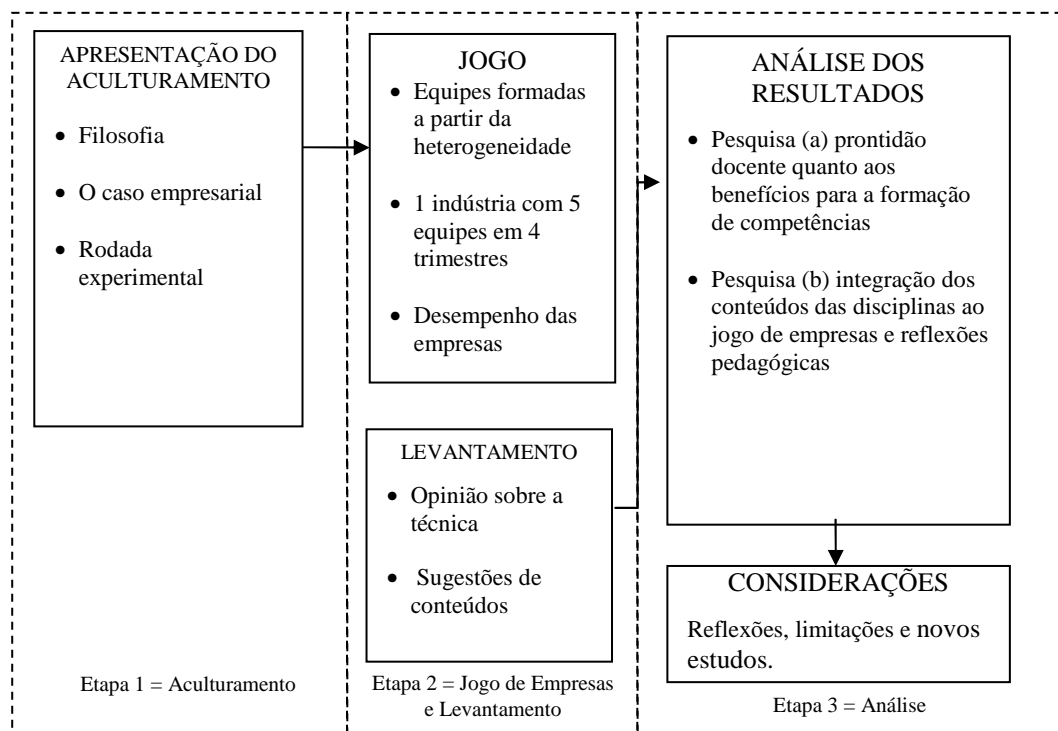 APRESENTAÇÃO DO
ACULTURAMENTO
• Filosofia
• O caso empresarial
• Rodada
experimental
Etapa 1 = Aculturamento
JOGO
• Equipes formadas
a partir da
heterogeneidade
• 1 indústria com 5
equipes em 4
trimestres
• Desempenho das
empresas
LEVANTAMENTO
• Opinião sobre a
técnica
• Sugestões de
conteúdos
Etapa 2 = Jogo de Empresas
e Levantamento
ANÁLISE DOS
RESULTADOS
• Pesquisa (a) prontidão
docente quanto aos
benefícios para a formação
de competências
• Pesquisa (b) integração dos
conteúdos das disciplinas ao
jogo de empresas e reflexões
pedagógicas
CONSIDERAÇÕES
Reflexões, limitações e novos
estudos.
Etapa 3 = Análise